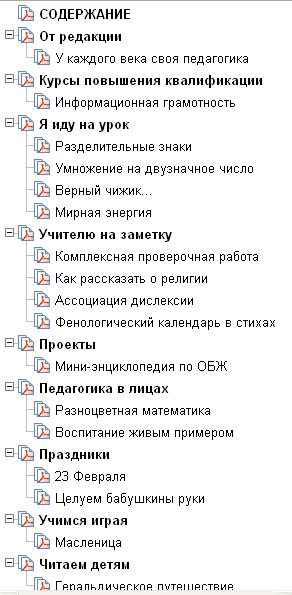 СОДЕРЖАНИЕ
От редакции
У каждого века своя педагогика
Курсы повышения квалификации
Информационная грамотность
Я иду на урок
Разделительные знаки
Умножение на двузначное число
Верный чижик...
Мирная энергия
Учителю на заметку
Комплексная проверочная работа
Как рассказать о религии
Ассоциация дислексии
Фенологический календарь в стихах
Проекты
Мини-энциклопедия по ОБЖ
Педагогика в лицах
Разноцветная математика
Воспитание живым примером
Праздники
23 Февраля
Целуем бабушкины руки
Учимся играя
Масленица
Читаем детям
Геральдическое путешествие